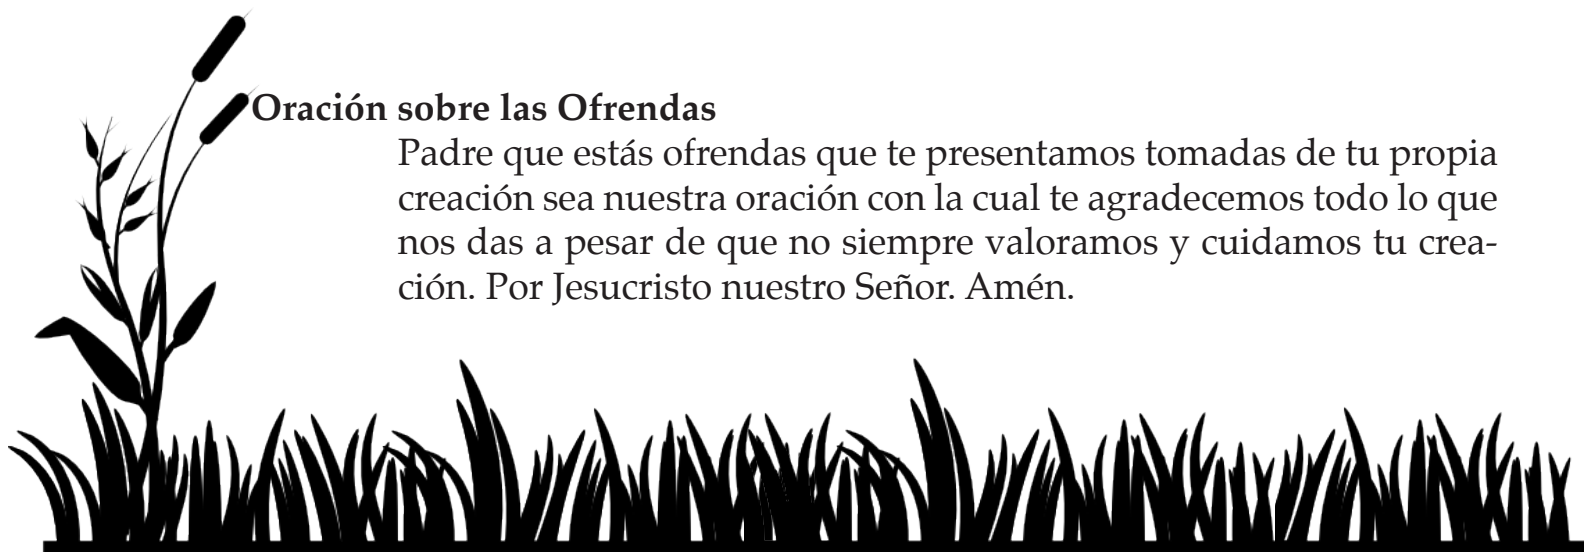 Oración sobre las Ofrendas
Padre que estás ofrendas que te presentamos tomadas de tu propia
creación sea nuestra oración con la cual te agradecemos todo lo que
nos das a pesar de que no siempre valoramos y cuidamos tu crea-
ción. Por Jesucristo nuestro Señor. Amén.